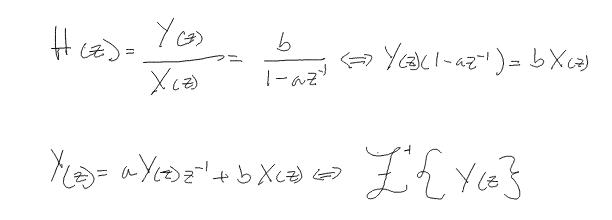 H(z) = Y(z)/X(z) = b/(1-az⁻¹) ⇔ Y(z)(1-az⁻¹) = bX(z)
Y(z) = aY(z)z⁻¹ + bX(z) ⇔ Z⁻¹{Y(z}